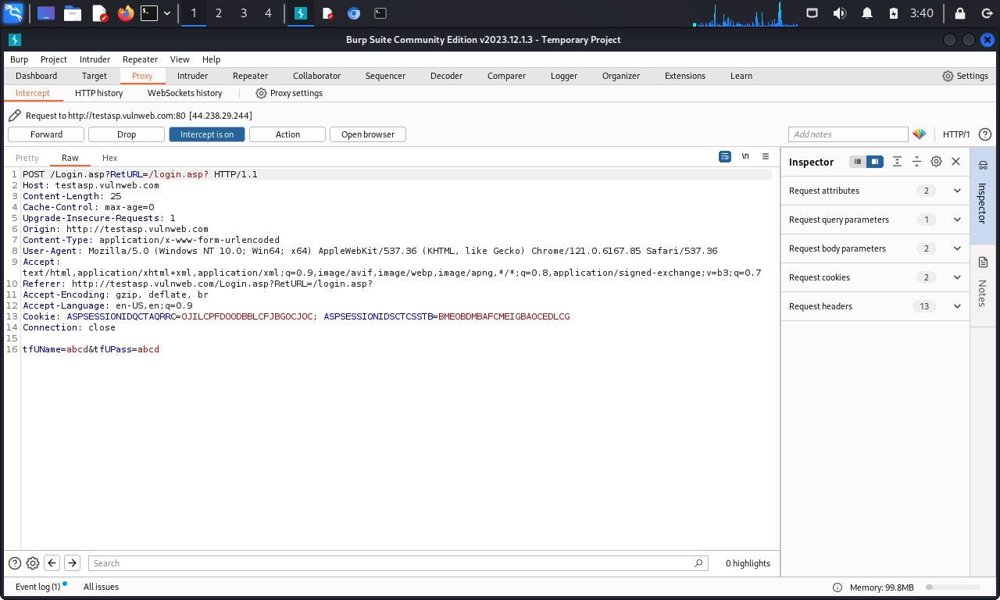 1 2 3 4 3:40
Burp Suite Community Edition v2023.12.1.3 - Temporary Project
Burp Project Intruder Repeater View Help
Dashboard Target Proxy Intruder Repeater Collaborator Sequencer Decoder Comparer Logger Organizer Extensions Learn Settings
Intercept HTTP history WebSockets history Proxy settings
Request to http://testasp.vulnweb.com:80 [44.238.29.244]
Forward Drop Intercept is on Action Open browser Add notes HTTP/1
Pretty Raw Hex \n
1 POST /Login.asp?RetURL=/login.asp? HTTP/1.1
2 Host: testasp.vulnweb.com
3 Content-Length: 25
4 Cache-Control: max-age=0
5 Upgrade-Insecure-Requests: 1
6 Origin: http://testasp.vulnweb.com
7 Content-Type: application/x-www-form-urlencoded
8 User-Agent: Mozilla/5.0 (Windows NT 10.0; Win64; x64) AppleWebKit/537.36 (KHTML, like Gecko) Chrome/121.0.6167.85 Safari/537.36
9 Accept:
text/html,application/xhtml+xml,application/xml;q=0.9,image/avif,image/webp,image/apng,*/*;q=0.8,application/signed-exchange;v=b3;q=0.7
10 Referer: http://testasp.vulnweb.com/Login.asp?RetURL=/login.asp?
11 Accept-Encoding: gzip, deflate, br
12 Accept-Language: en-US,en;q=0.9
13 Cookie: ASPSESSIONIDQCTAQRRC=OJILCPFDOODBBLCFJBGOCJOC; ASPSESSIONIDSCTCSSTB=BMEOBDMBAFCMEIGBAOCEDLCG
14 Connection: close
15
16 tfUName=abcd&tfUPass=abcd
Inspector
Request attributes 2
Request query parameters 1
Request body parameters 2
Request cookies 2
Request headers 13
Inspector
Notes
Search 0 highlights
Event log (1) All issues Memory: 99.8MB